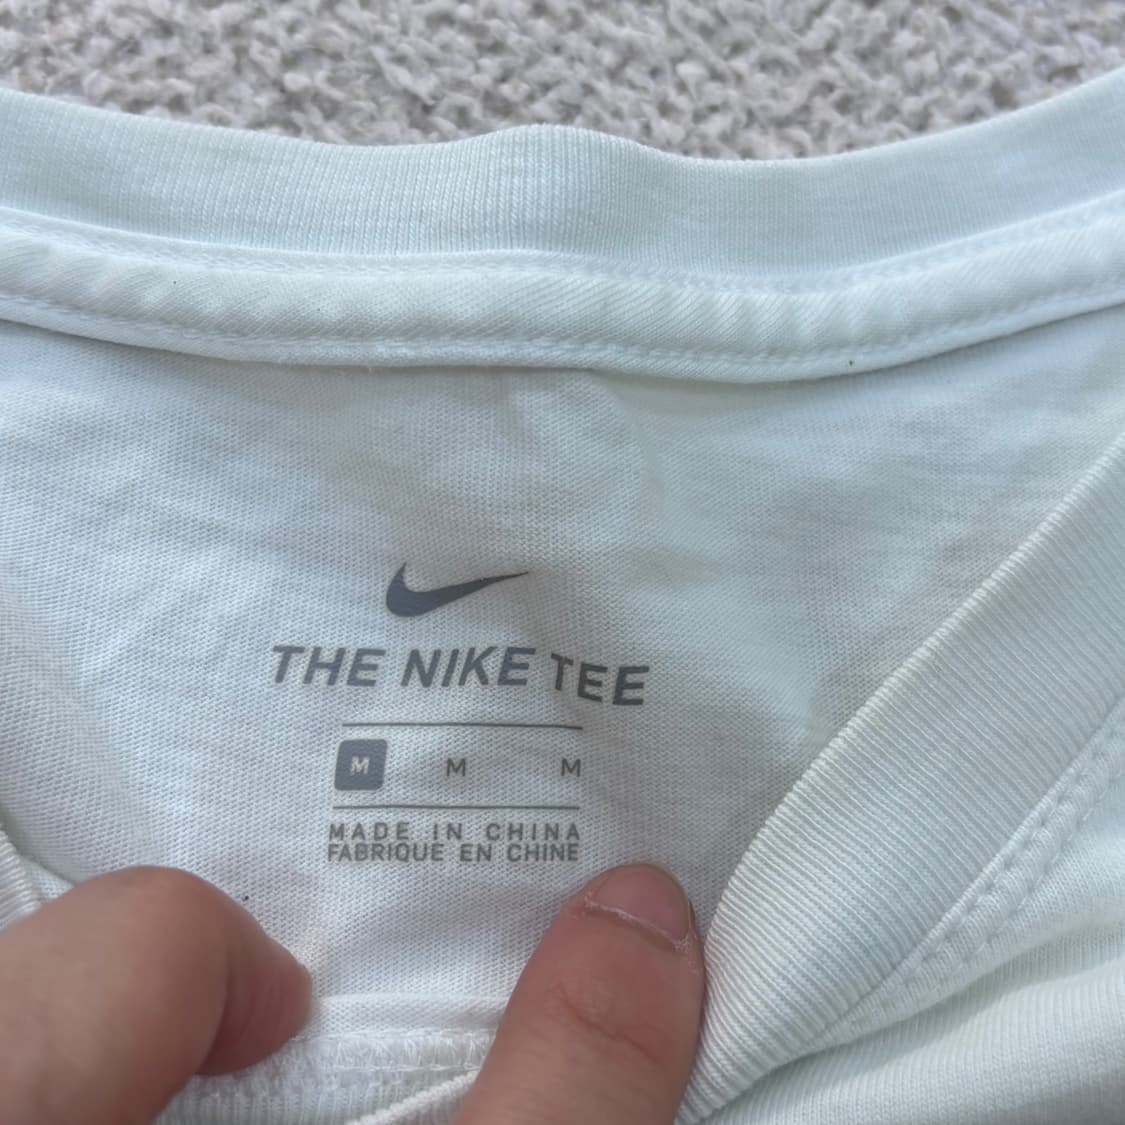 THE NIKE TEE
M M M
MADE IN CHINA
FABRIQUE EN CHINE